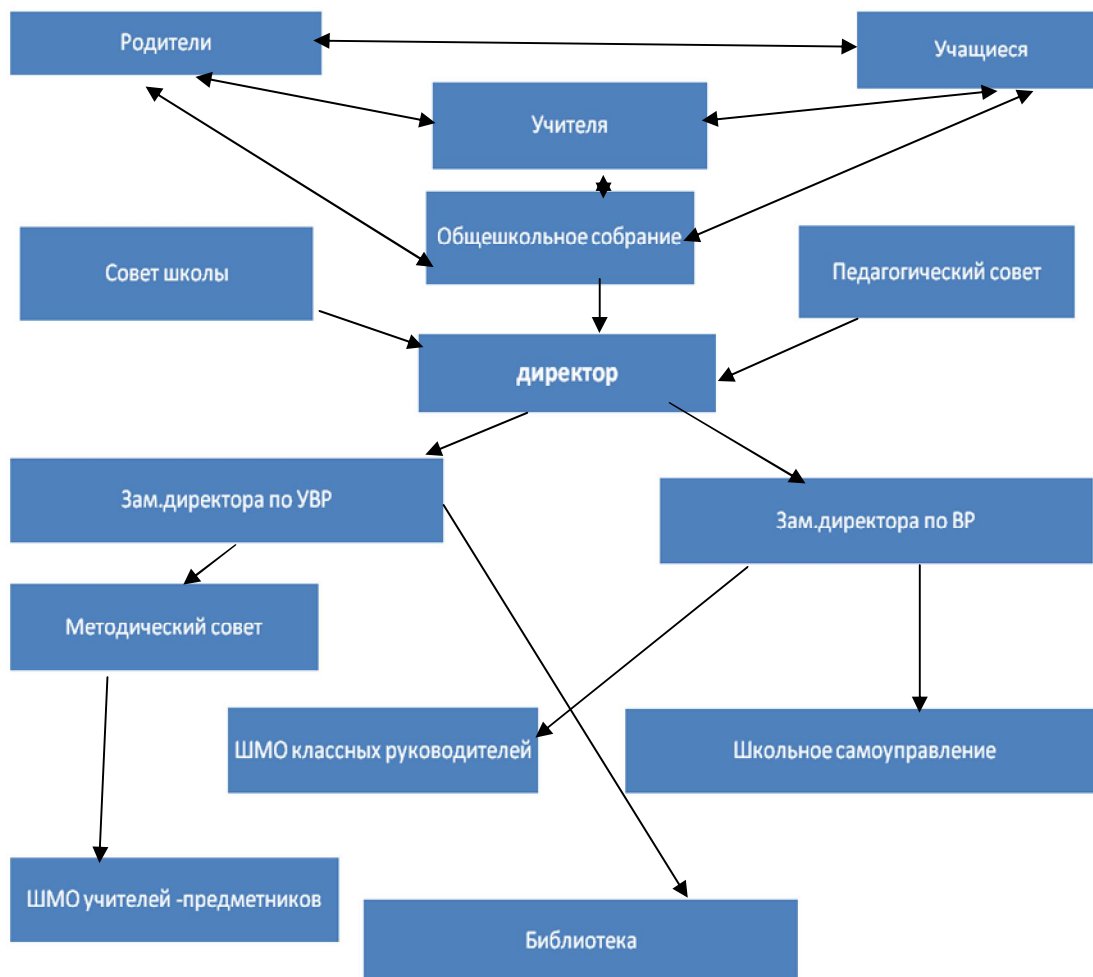 Родители
Учащиеся
Учителя
Общешкольное собрание
Совет школы
Педагогический совет
директор
Зам.директора по УВР
Зам.директора по ВР
Методический совет
ШМО классных руководителей
Школьное самоуправление
ШМО учителей -предметников
Библиотека